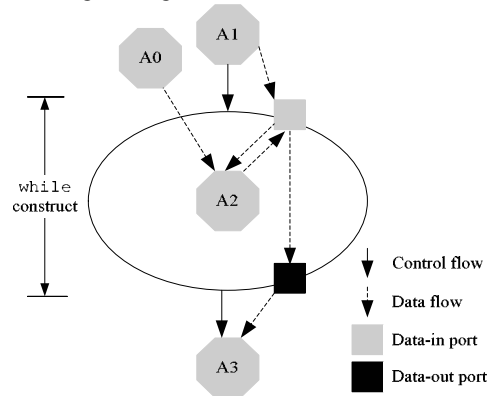 A1
A0
while
construct
A2
A3
Control flow
Data flow
Data-in port
Data-out port